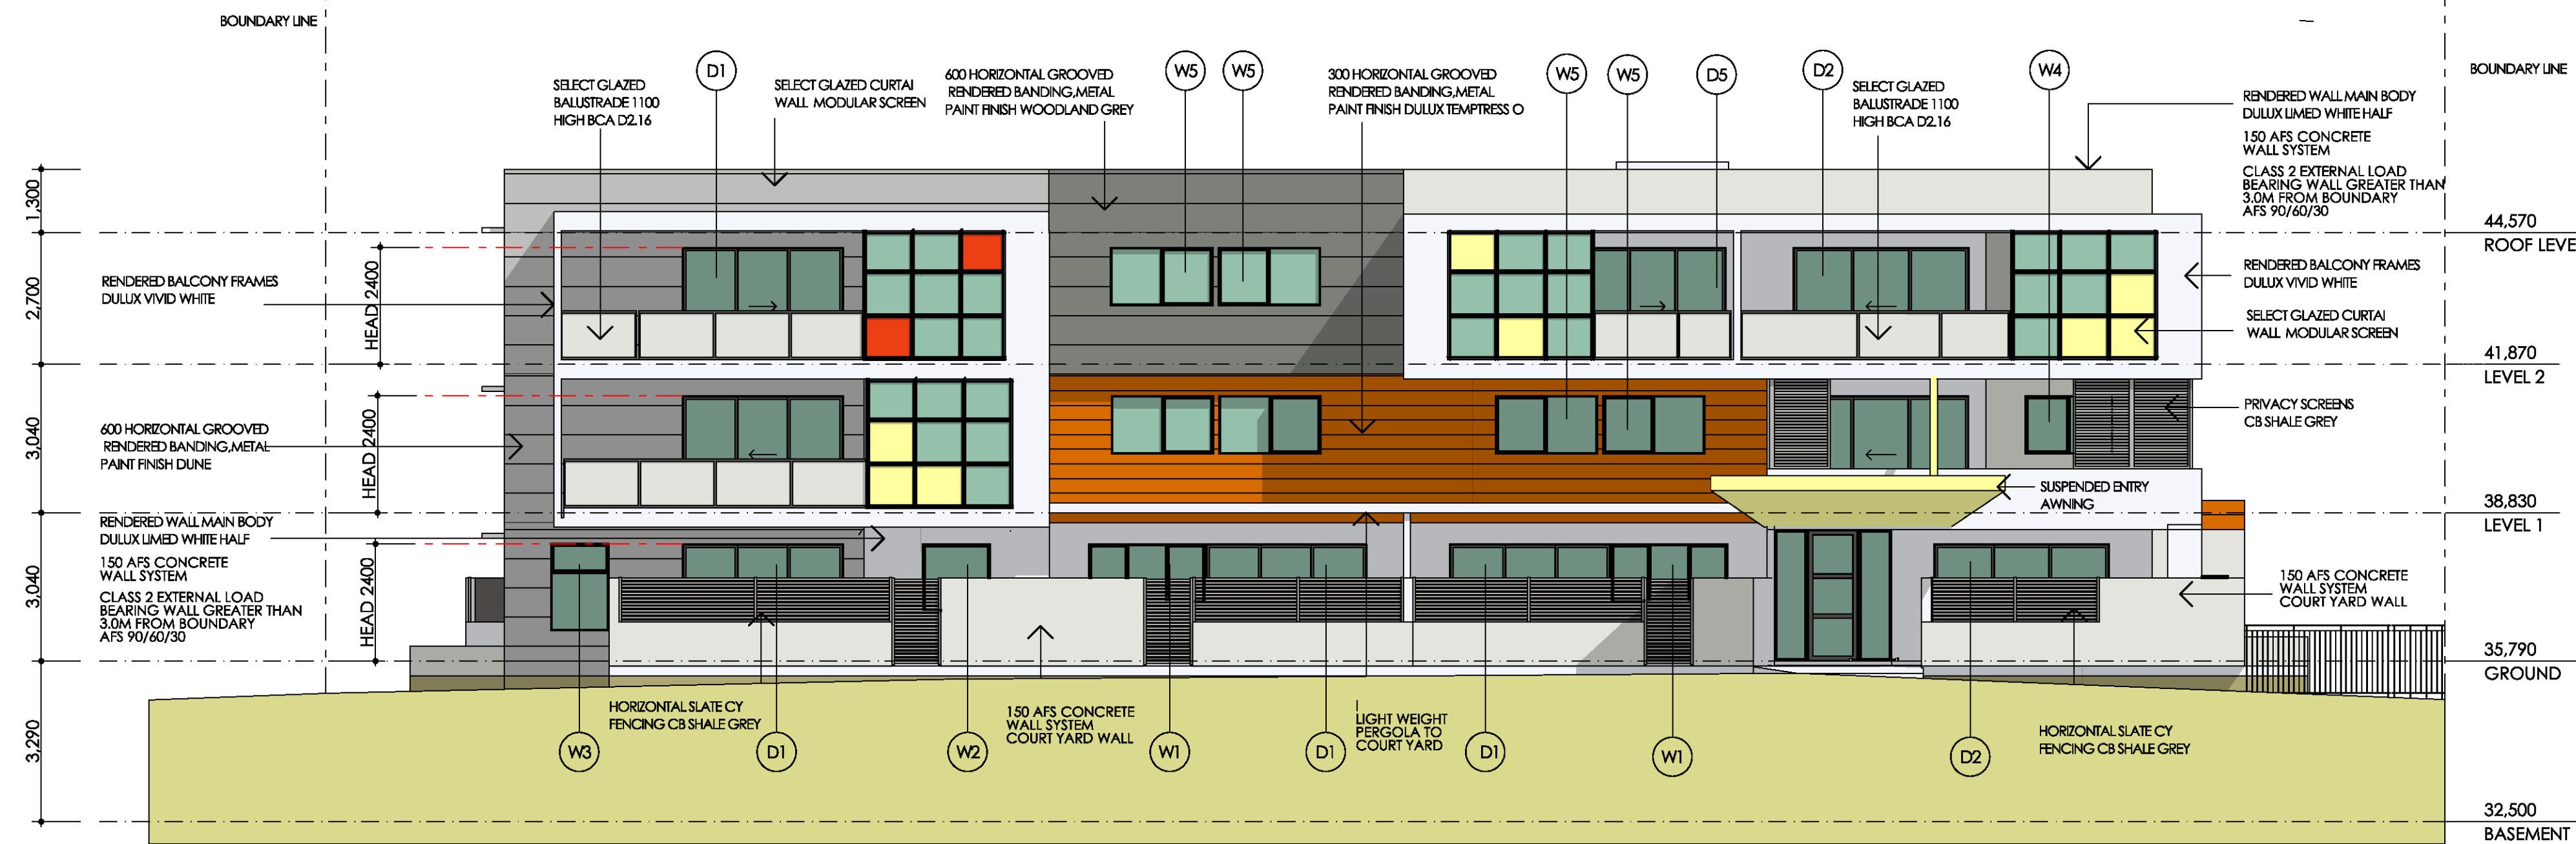 BOUNDARY LINE
BOUNDARY LINE
D1
W5
W5
W5
W5
D5
D2
W4
SELECT GLAZED
BALUSTRADE 1100
HIGH BCA D2.16
SELECT GLAZED CURTAI
WALL MODULAR SCREEN
600 HORIZONTAL GROOVED
RENDERED BANDING,METAL
PAINT FINISH WOODLAND GREY
300 HORIZONTAL GROOVED
RENDERED BANDING,METAL
PAINT FINISH DULUX TEMPTRESS O
SELECT GLAZED
BALUSTRADE 1100
HIGH BCA D2.16
RENDERED WALL MAIN BODY
DULUX LIMED WHITE HALF
150 AFS CONCRETE
WALL SYSTEM
CLASS 2 EXTERNAL LOAD
BEARING WALL GREATER THAN
3.0M FROM BOUNDARY
AFS 90/60/30
1,300
2,700
3,040
3,040
3,290
HEAD 2400
HEAD 2400
HEAD 2400
RENDERED BALCONY FRAMES
DULUX VIVID WHITE
600 HORIZONTAL GROOVED
RENDERED BANDING,METAL
PAINT FINISH DUNE
RENDERED WALL MAIN BODY
DULUX LIMED WHITE HALF
150 AFS CONCRETE
WALL SYSTEM
CLASS 2 EXTERNAL LOAD
BEARING WALL GREATER THAN
3.0M FROM BOUNDARY
AFS 90/60/30
44,570
ROOF LEVE
RENDERED BALCONY FRAMES
DULUX VIVID WHITE
SELECT GLAZED CURTAI
WALL MODULAR SCREEN
41,870
LEVEL 2
PRIVACY SCREENS
CB SHALE GREY
SUSPENDED ENTRY
AWNING
38,830
LEVEL 1
150 AFS CONCRETE
WALL SYSTEM
COURT YARD WALL
35,790
GROUND
HORIZONTAL SLATE CY
FENCING CB SHALE GREY
150 AFS CONCRETE
WALL SYSTEM
COURT YARD WALL
LIGHT WEIGHT
PERGOLA TO
COURT YARD
HORIZONTAL SLATE CY
FENCING CB SHALE GREY
W3
D1
W2
W1
D1
D1
W1
D2
32,500
BASEMENT